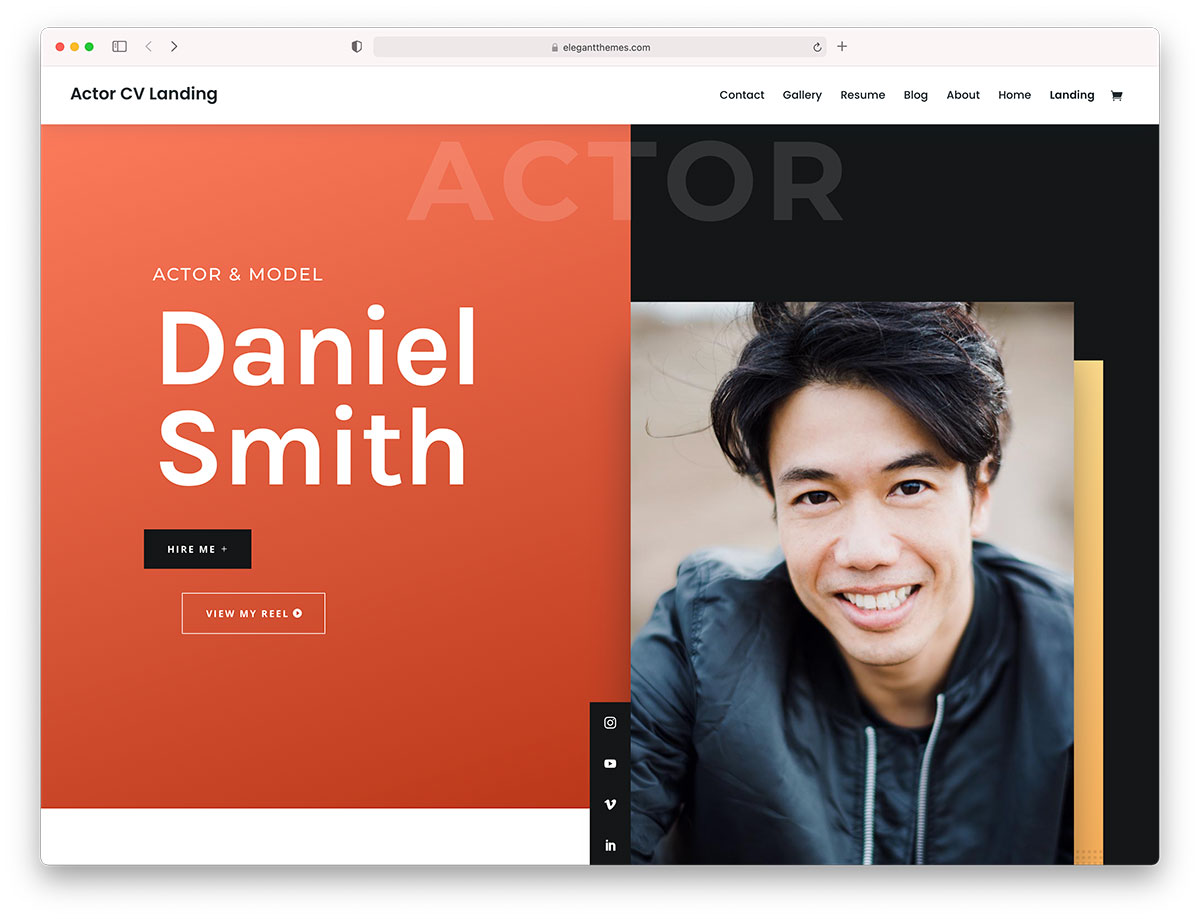 elegantthemes.com
Actor CV Landing
Contact Gallery Resume Blog About Home Landing
ACTOR
ACTOR & MODEL
Daniel
Smith
HIRE ME +
VIEW MY REEL
in